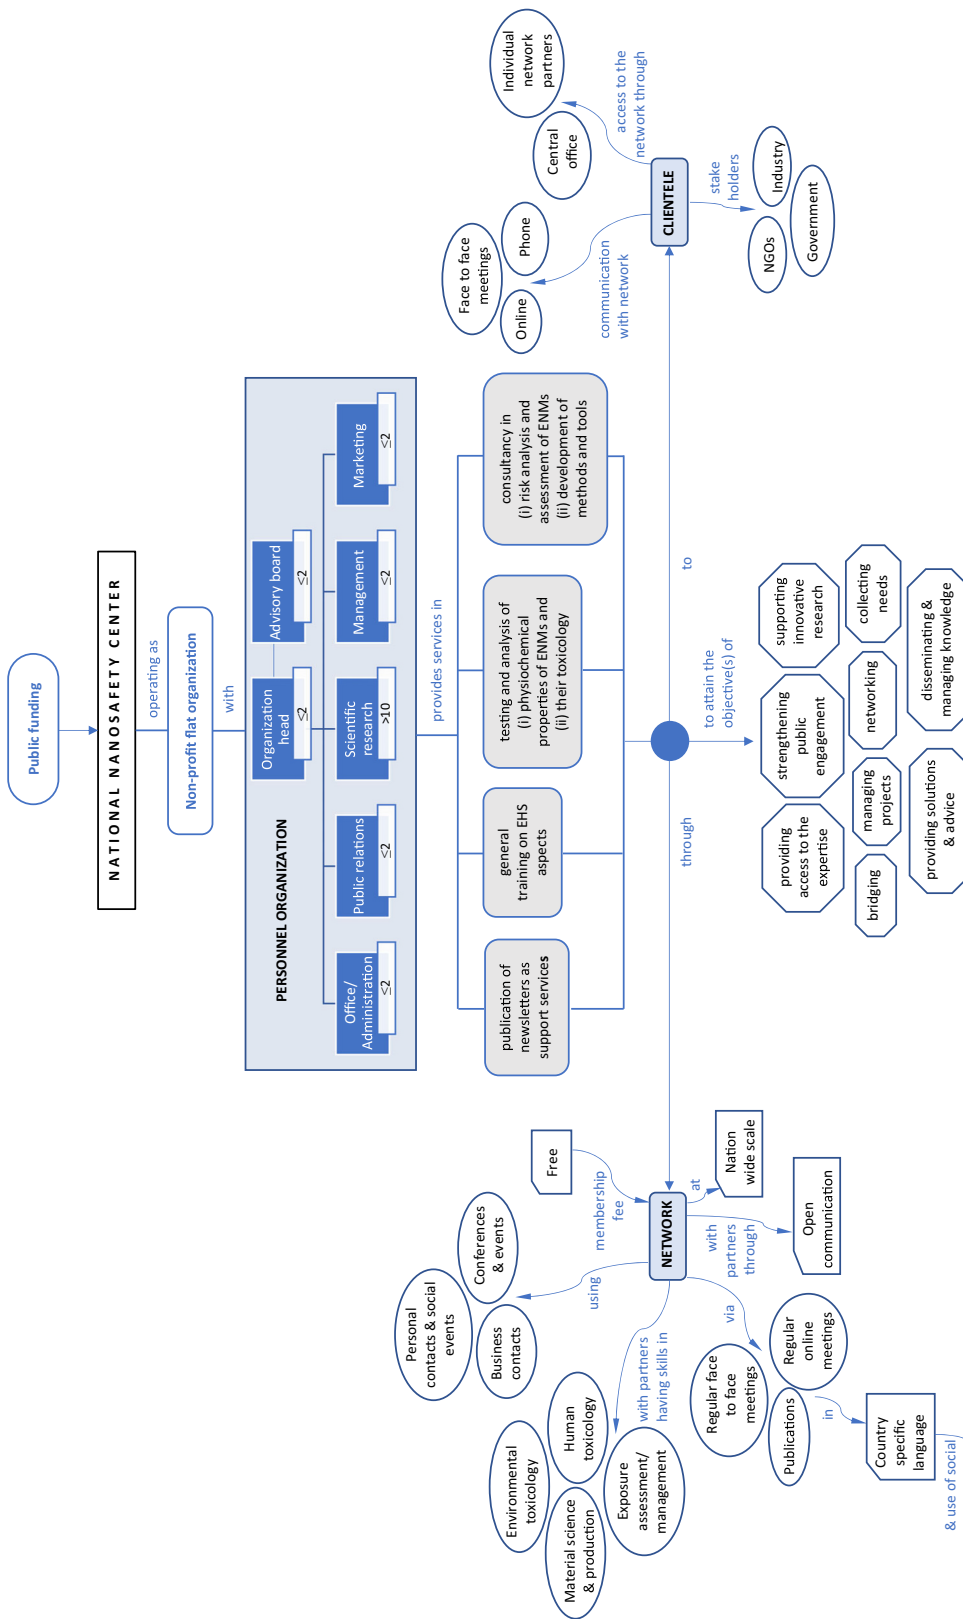 Public funding
NATIONAL NANOSAFETY CENTER
operating as
Non-profit flat organization
with
PERSONNEL ORGANIZATION
Organization
head
≤2
Advisory board
≤2
Office/
Administration
≤2
Public relations
≤2
Scientific
research
>10
Management
≤2
Marketing
≤2
provides services in
publication of
newsletters as
support services
general
training on EHS
aspects
testing and analysis of
(i) physiochemical
properties of ENMs and
(ii) their toxicology
consultancy in
(i) risk analysis and
assessment of ENMs
(ii) development of
methods and tools
through
to
to attain the
objective(s) of
providing
access to the
expertise
strengthening
public
engagement
supporting
innovative
research
bridging
managing
projects
networking
collecting
needs
providing solutions
& advice
disseminating &
managing knowledge
NETWORK
membership
fee
Free
using
Personal
contacts & social
events
Business
contacts
Conferences
& events
with partners
having skills in
Environmental
toxicology
Human
toxicology
Material science
& production
Exposure
assessment/
management
via
Regular face
to face
meetings
Publications
Regular
online
meetings
in
Country
specific
language
& use of social
with
partners
through
Open
communication
at
Nation
wide scale
CLIENTELE
communication
with network
Face to face
meetings
Online
Phone
access to the
network through
Central
office
Individual
network
partners
stake
holders
NGOs
Industry
Government